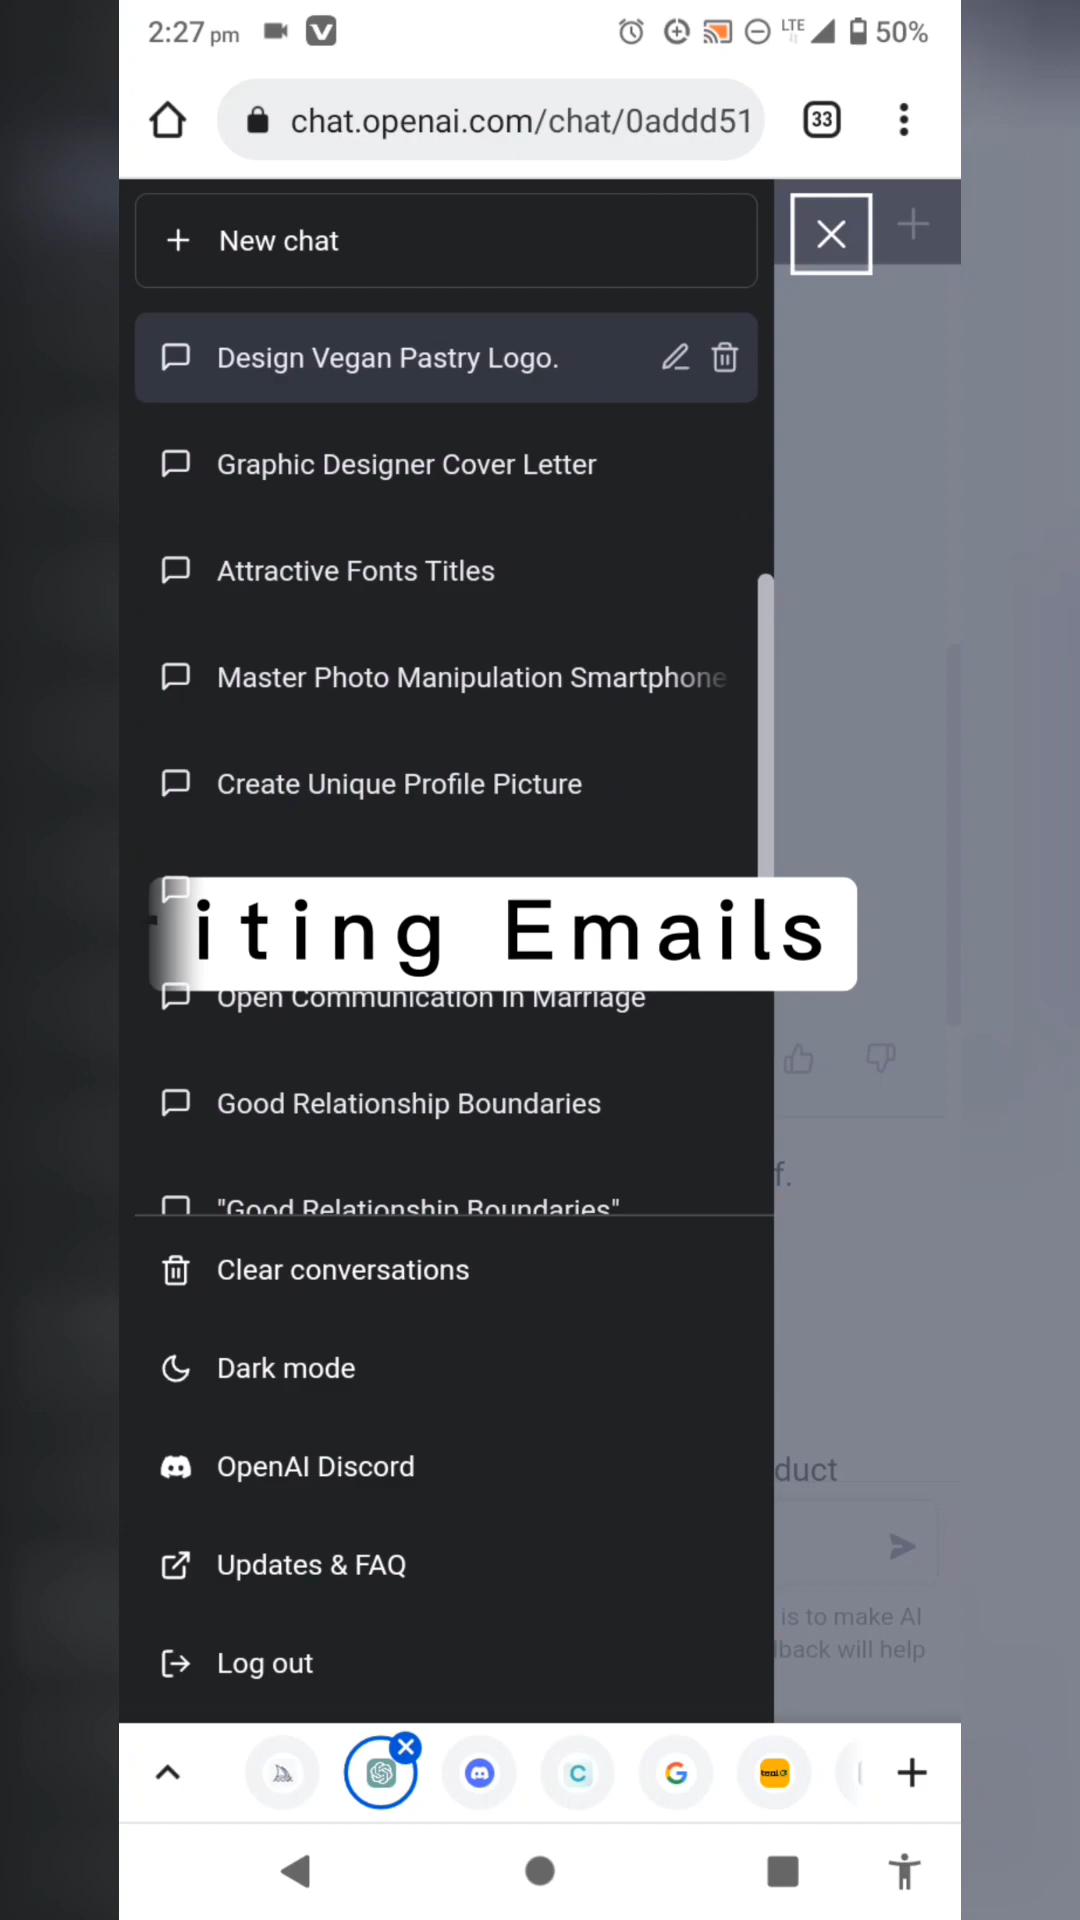 2:27 pm
LTE
50%
chat.openai.com/chat/0addd51
33
New chat
Design Vegan Pastry Logo.
Graphic Designer Cover Letter
Attractive Fonts Titles
Master Photo Manipulation Smartphone
Create Unique Profile Picture
iting Emails
Open Communication In Marriage
Good Relationship Boundaries
"Good Relationship Boundaries"
f.
Clear conversations
Dark mode
OpenAI Discord
duct
Updates & FAQ
is to make AI
back will help
Log out